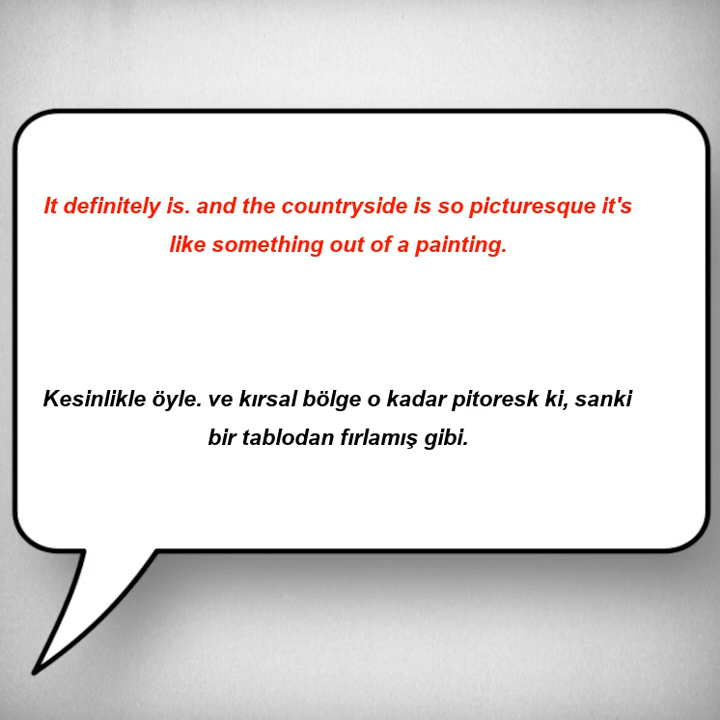 It definitely is. and the countryside is so picturesque it's
like something out of a painting.
Kesinlikle öyle. ve kırsal bölge o kadar pitoresk ki, sanki
bir tablodan fırlamış gibi.